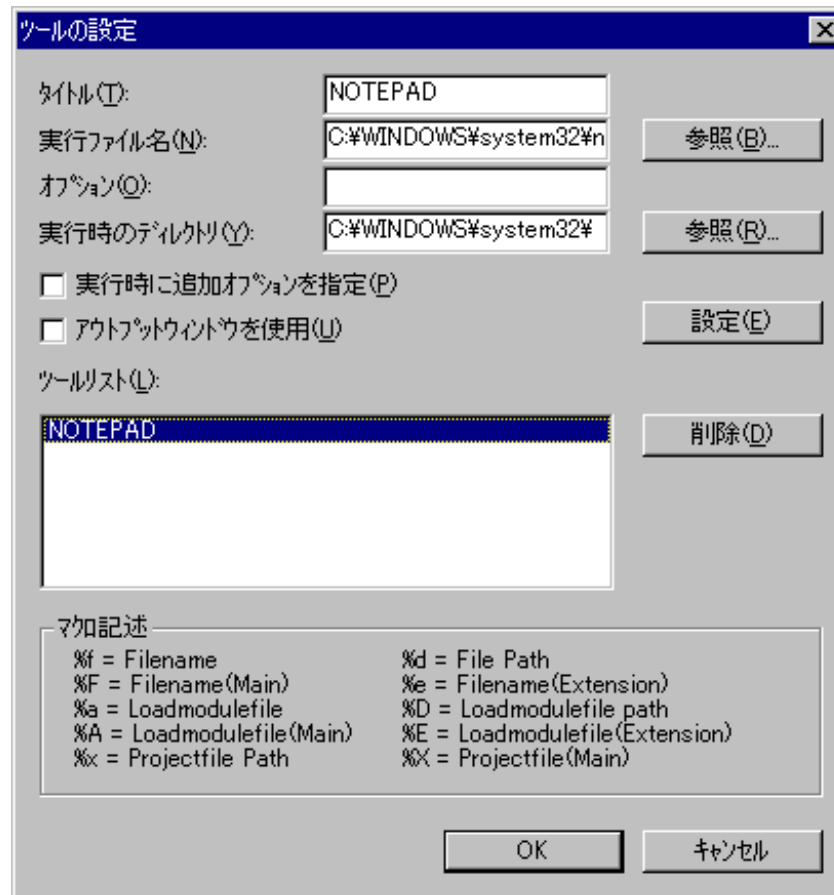 ツールの設定
ﾀｲﾄﾙ(T):
NOTEPAD
実行ﾌｧｲﾙ名(N):
C:¥WINDOWS¥system32¥n
参照(B)...
ｵﾌﾟｼｮﾝ(O):
実行時のﾃﾞｨﾚｸﾄﾘ(Y):
C:¥WINDOWS¥system32¥
参照(R)...
実行時に追加ｵﾌﾟｼｮﾝを指定(P)
ｱｳﾄﾌﾟｯﾄｳｨﾝﾄﾞｳを使用(U)
設定(E)
ﾂｰﾙﾘｽﾄ(L):
NOTEPAD
削除(D)
ﾏｸﾛ記述
%f = Filename
%d = File Path
%F = Filename(Main)
%e = Filename(Extension)
%a = Loadmodulefile
%D = Loadmodulefile path
%A = Loadmodulefile(Main)
%E = Loadmodulefile(Extension)
%x = Projectfile Path
%X = Projectfile(Main)
OK
ｷｬﾝｾﾙ